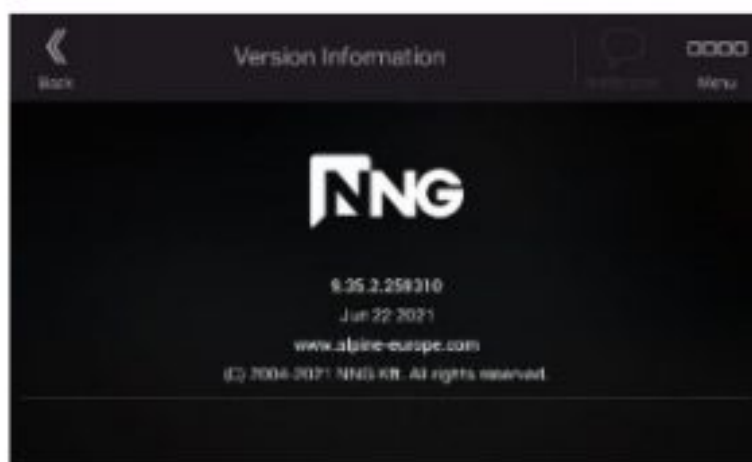 Back
Version Information
Menu
NNG
9.35.2.259310
Jun 22 2021
www.alpine-europe.com
(C) 2004-2021 NNG Kft. All rights reserved.